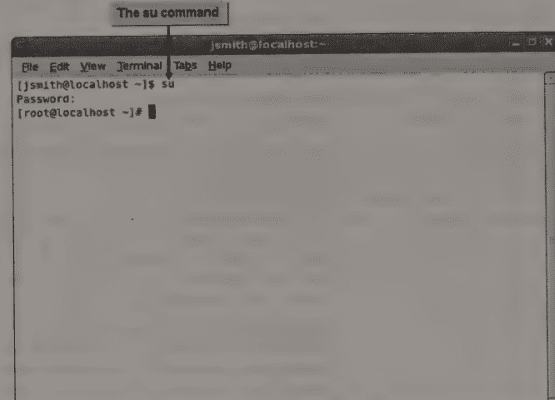 The su command
jsmith@localhost:~
File Edit View Terminal Tabs Help
[jsmith@localhost ~]$ su
Password:
[root@localhost ~]#